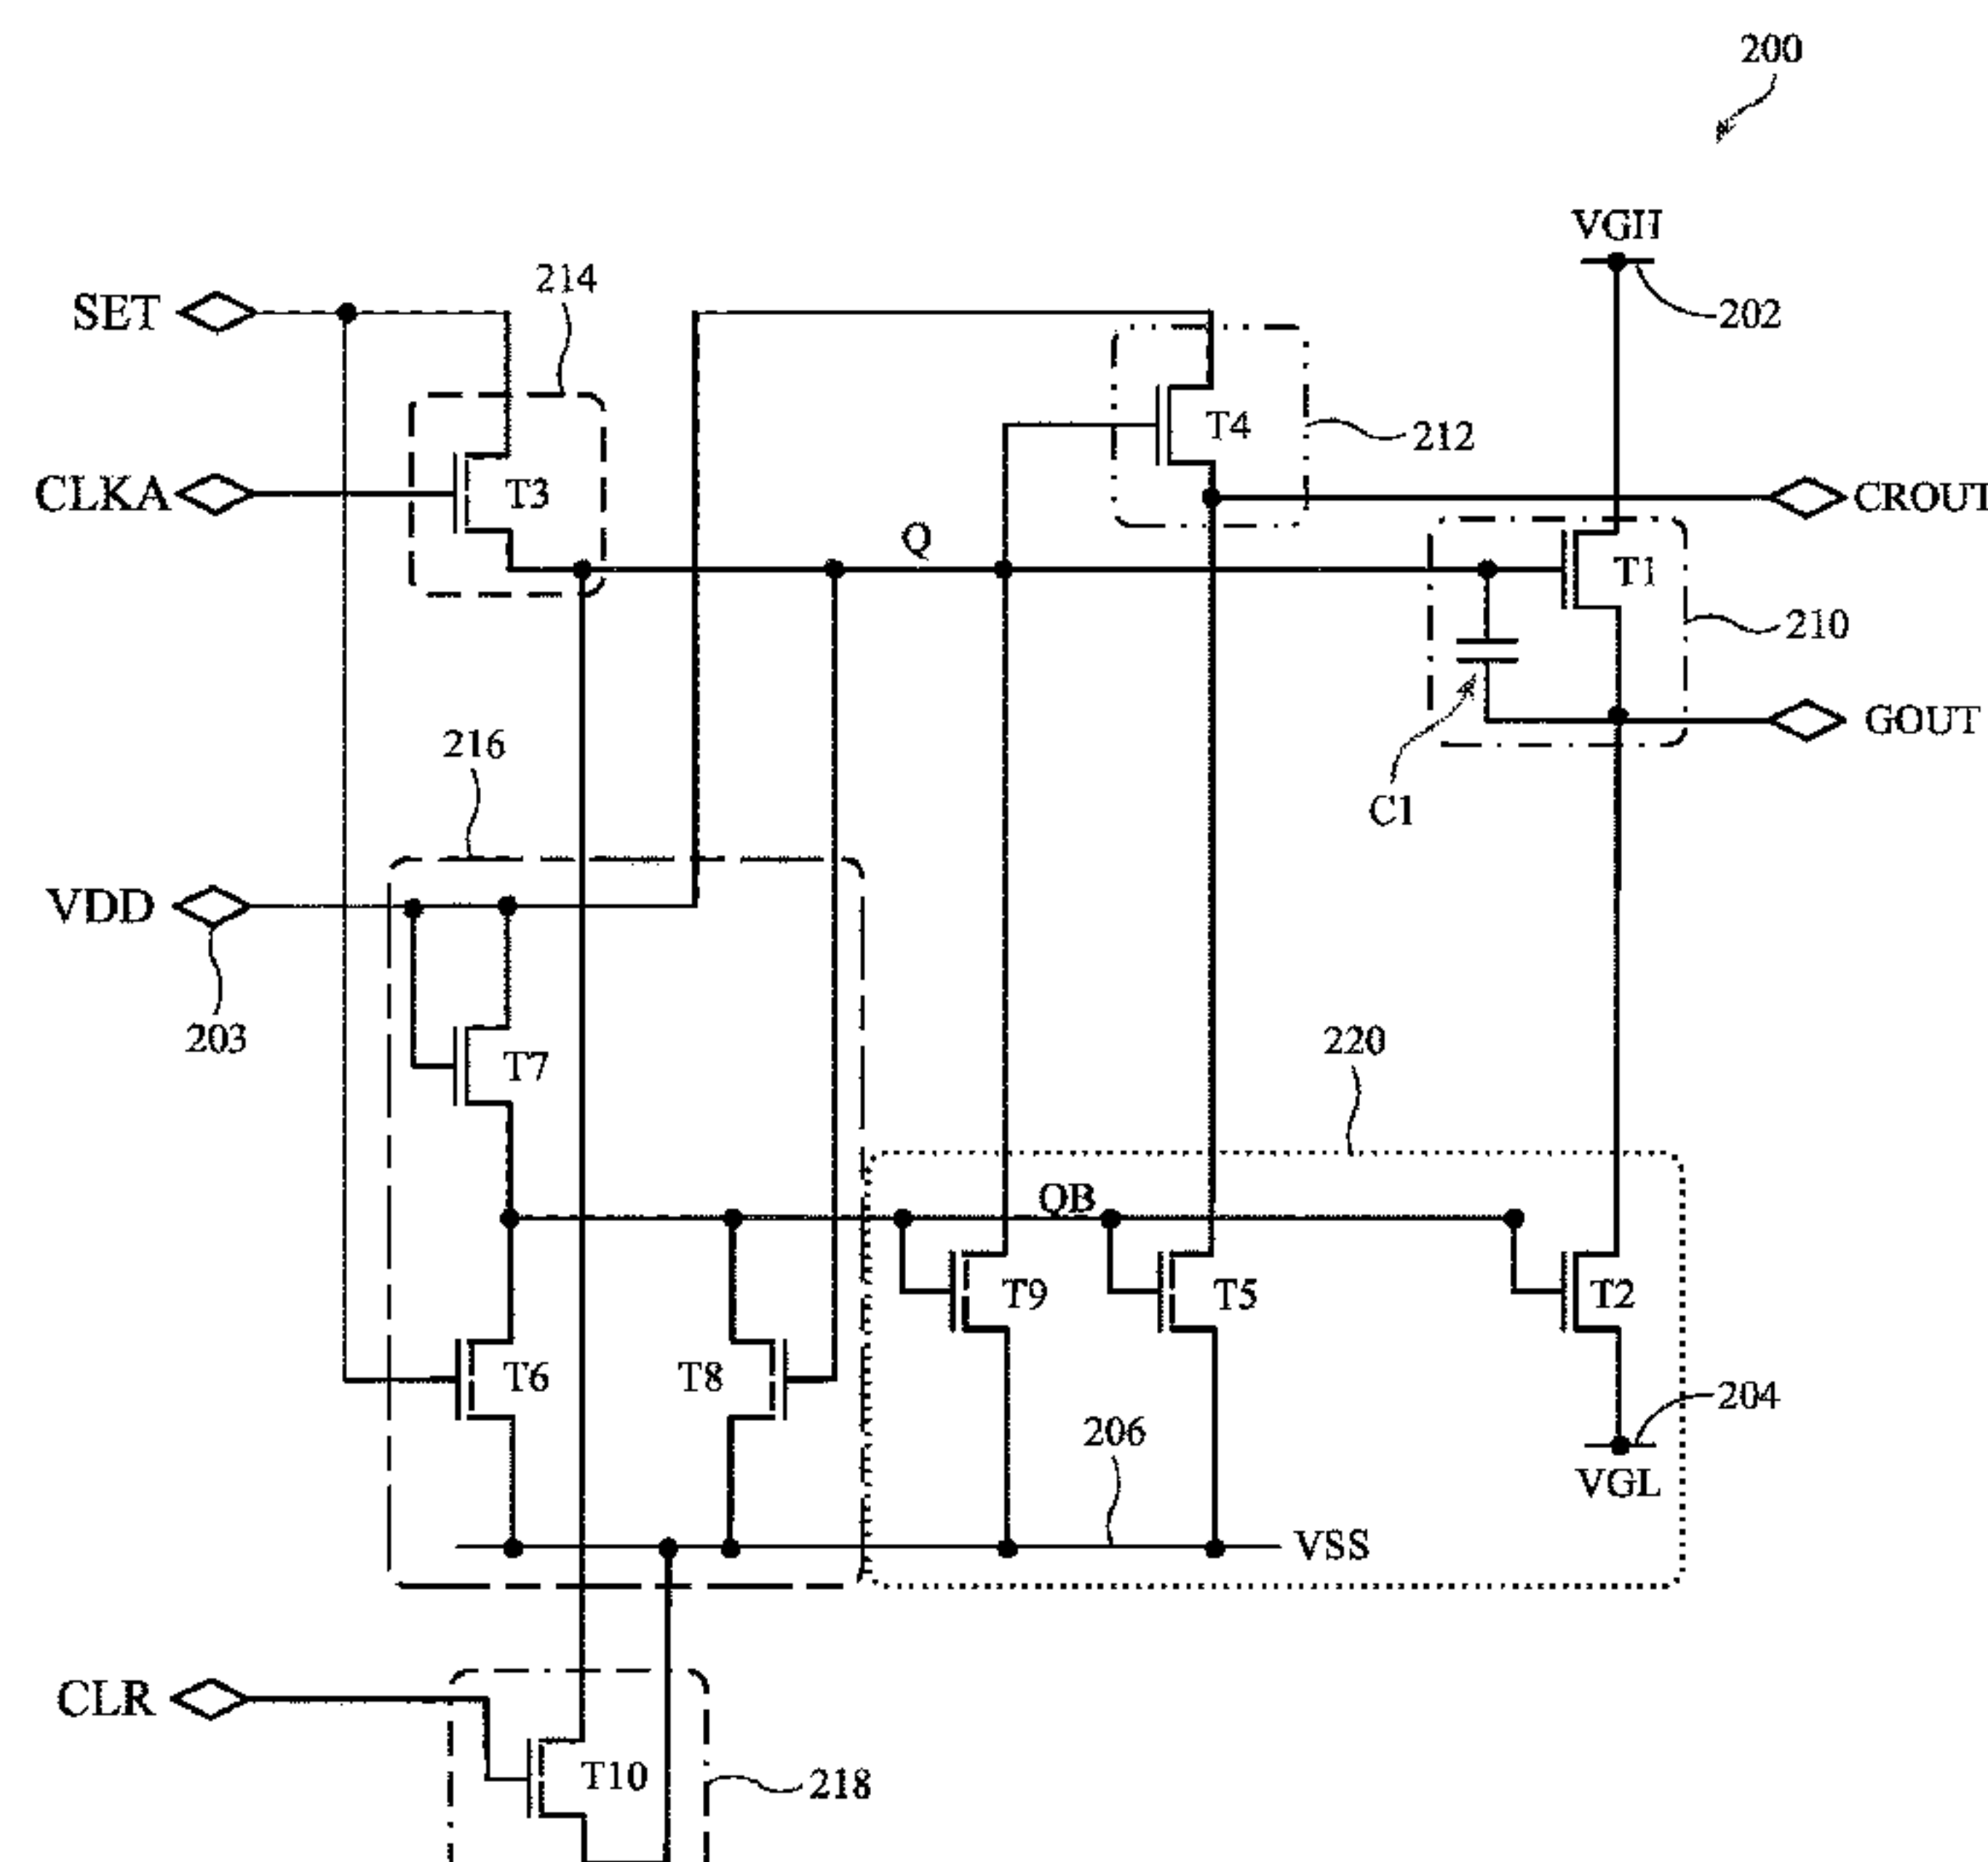 200
VGH
214
SET
202
T4
212
CLKA
T3
CROUT
Q
T1
210
GOUT
216
C1
VDD
203
T7
220
QB
T9
T5
T2
T6
T8
204
206
VGL
VSS
CLR
T10
218